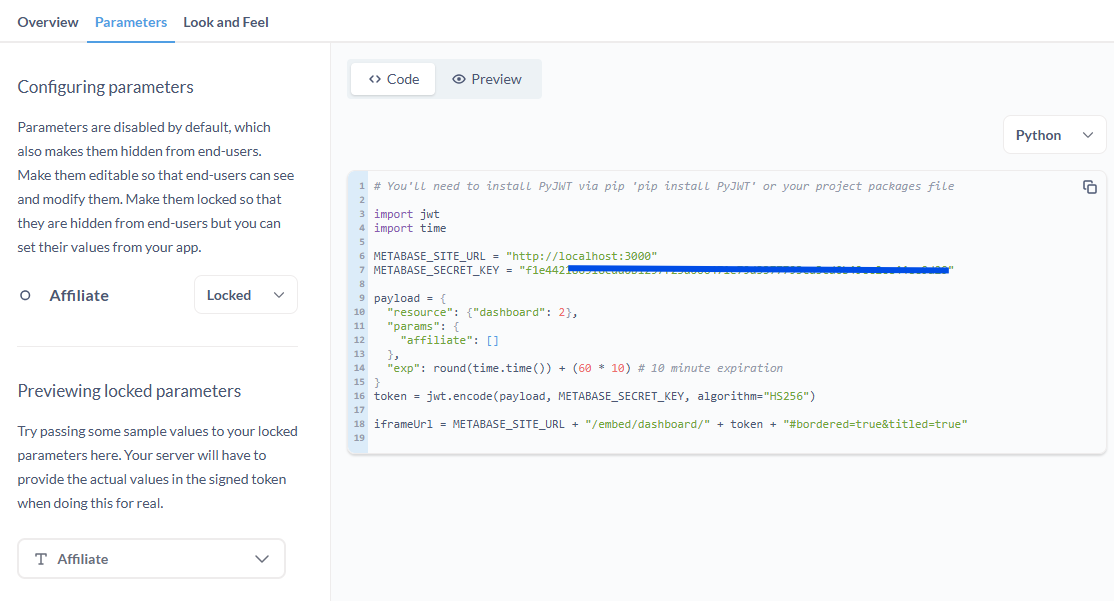 Overview Parameters Look and Feel
Configuring parameters
Parameters are disabled by default, which
also makes them hidden from end-users.
Make them editable so that end-users can see
and modify them. Make them locked so that
they are hidden from end-users but you can
set their values from your app.
Affiliate Locked
Previewing locked parameters
Try passing some sample values to your locked
parameters here. Your server will have to
provide the actual values in the signed token
when doing this for real.
Affiliate
Code Preview
Python
1 # You'll need to install PyJWT via pip 'pip install PyJWT' or your project packages file
2
3 import jwt
4 import time
5
6 METABASE_SITE_URL = "http://localhost:3000"
7 METABASE_SECRET_KEY = "
8
9 payload = {
10 "resource": {"dashboard": 2},
11 "params": {
12 "affiliate": []
13 },
14 "exp": round(time.time()) + (60 * 10) # 10 minute expiration
15 }
16 token = jwt.encode(payload, METABASE_SECRET_KEY, algorithm="HS256")
17
18 iframeUrl = METABASE_SITE_URL + "/embed/dashboard/" + token + "#bordered=true&titled=true"
19